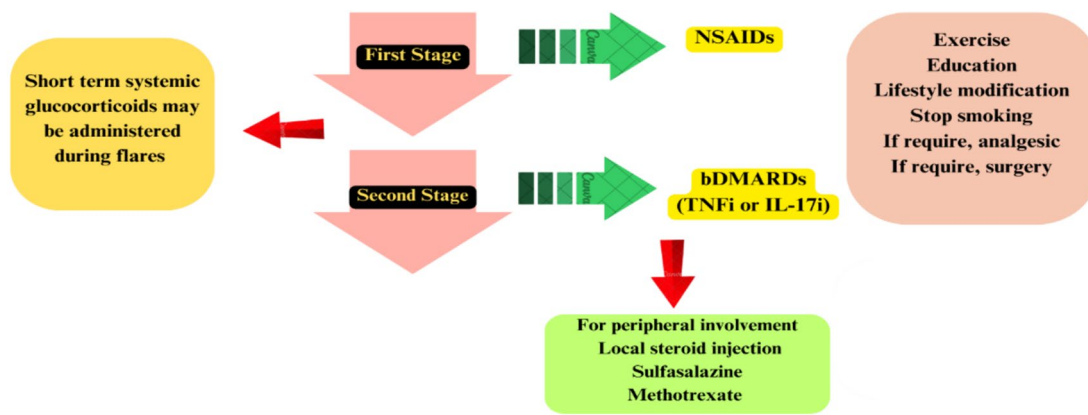 First Stage
Canva
NSAIDs
Short term systemic
glucocorticoids may
be administered
during flares
Exercise
Education
Lifestyle modification
Stop smoking
If require, analgesic
If require, surgery
Second Stage
Canva
bDMARDs
(TNFi or IL-17i)
For peripheral involvement
Local steroid injection
Sulfasalazine
Methotrexate